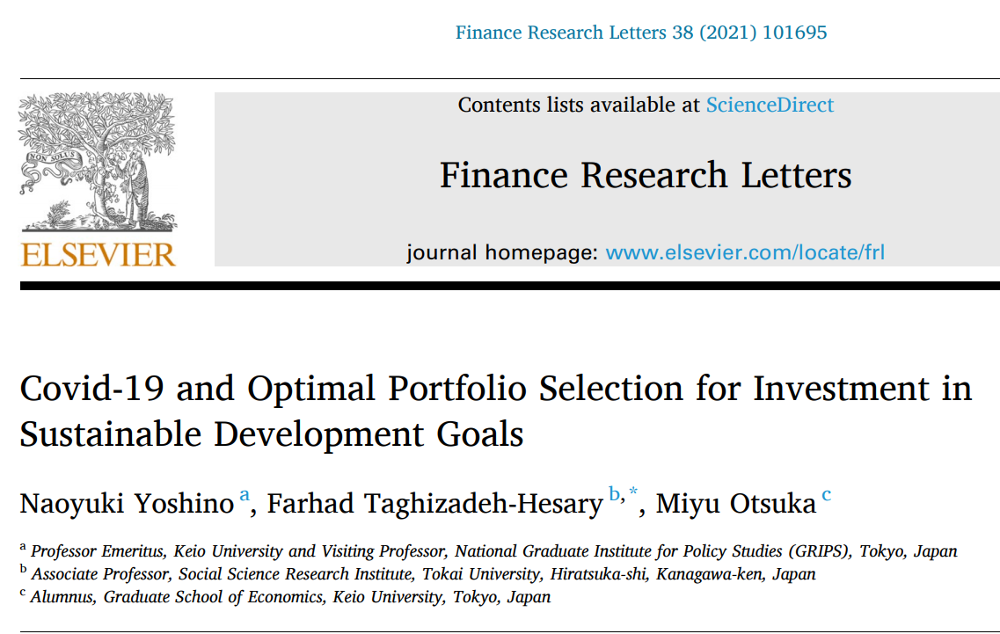 Finance Research Letters 38 (2021) 101695
Contents lists available at ScienceDirect
NON SOLUS
Finance Research Letters
ELSEVIER
journal homepage: www.elsevier.com/locate/frl
Covid-19 and Optimal Portfolio Selection for Investment in
Sustainable Development Goals
Naoyuki Yoshino a, Farhad Taghizadeh-Hesary b,*, Miyu Otsuka c
a Professor Emeritus, Keio University and Visiting Professor, National Graduate Institute for Policy Studies (GRIPS), Tokyo, Japan
b Associate Professor, Social Science Research Institute, Tokai University, Hiratsuka-shi, Kanagawa-ken, Japan
c Alumnus, Graduate School of Economics, Keio University, Tokyo, Japan